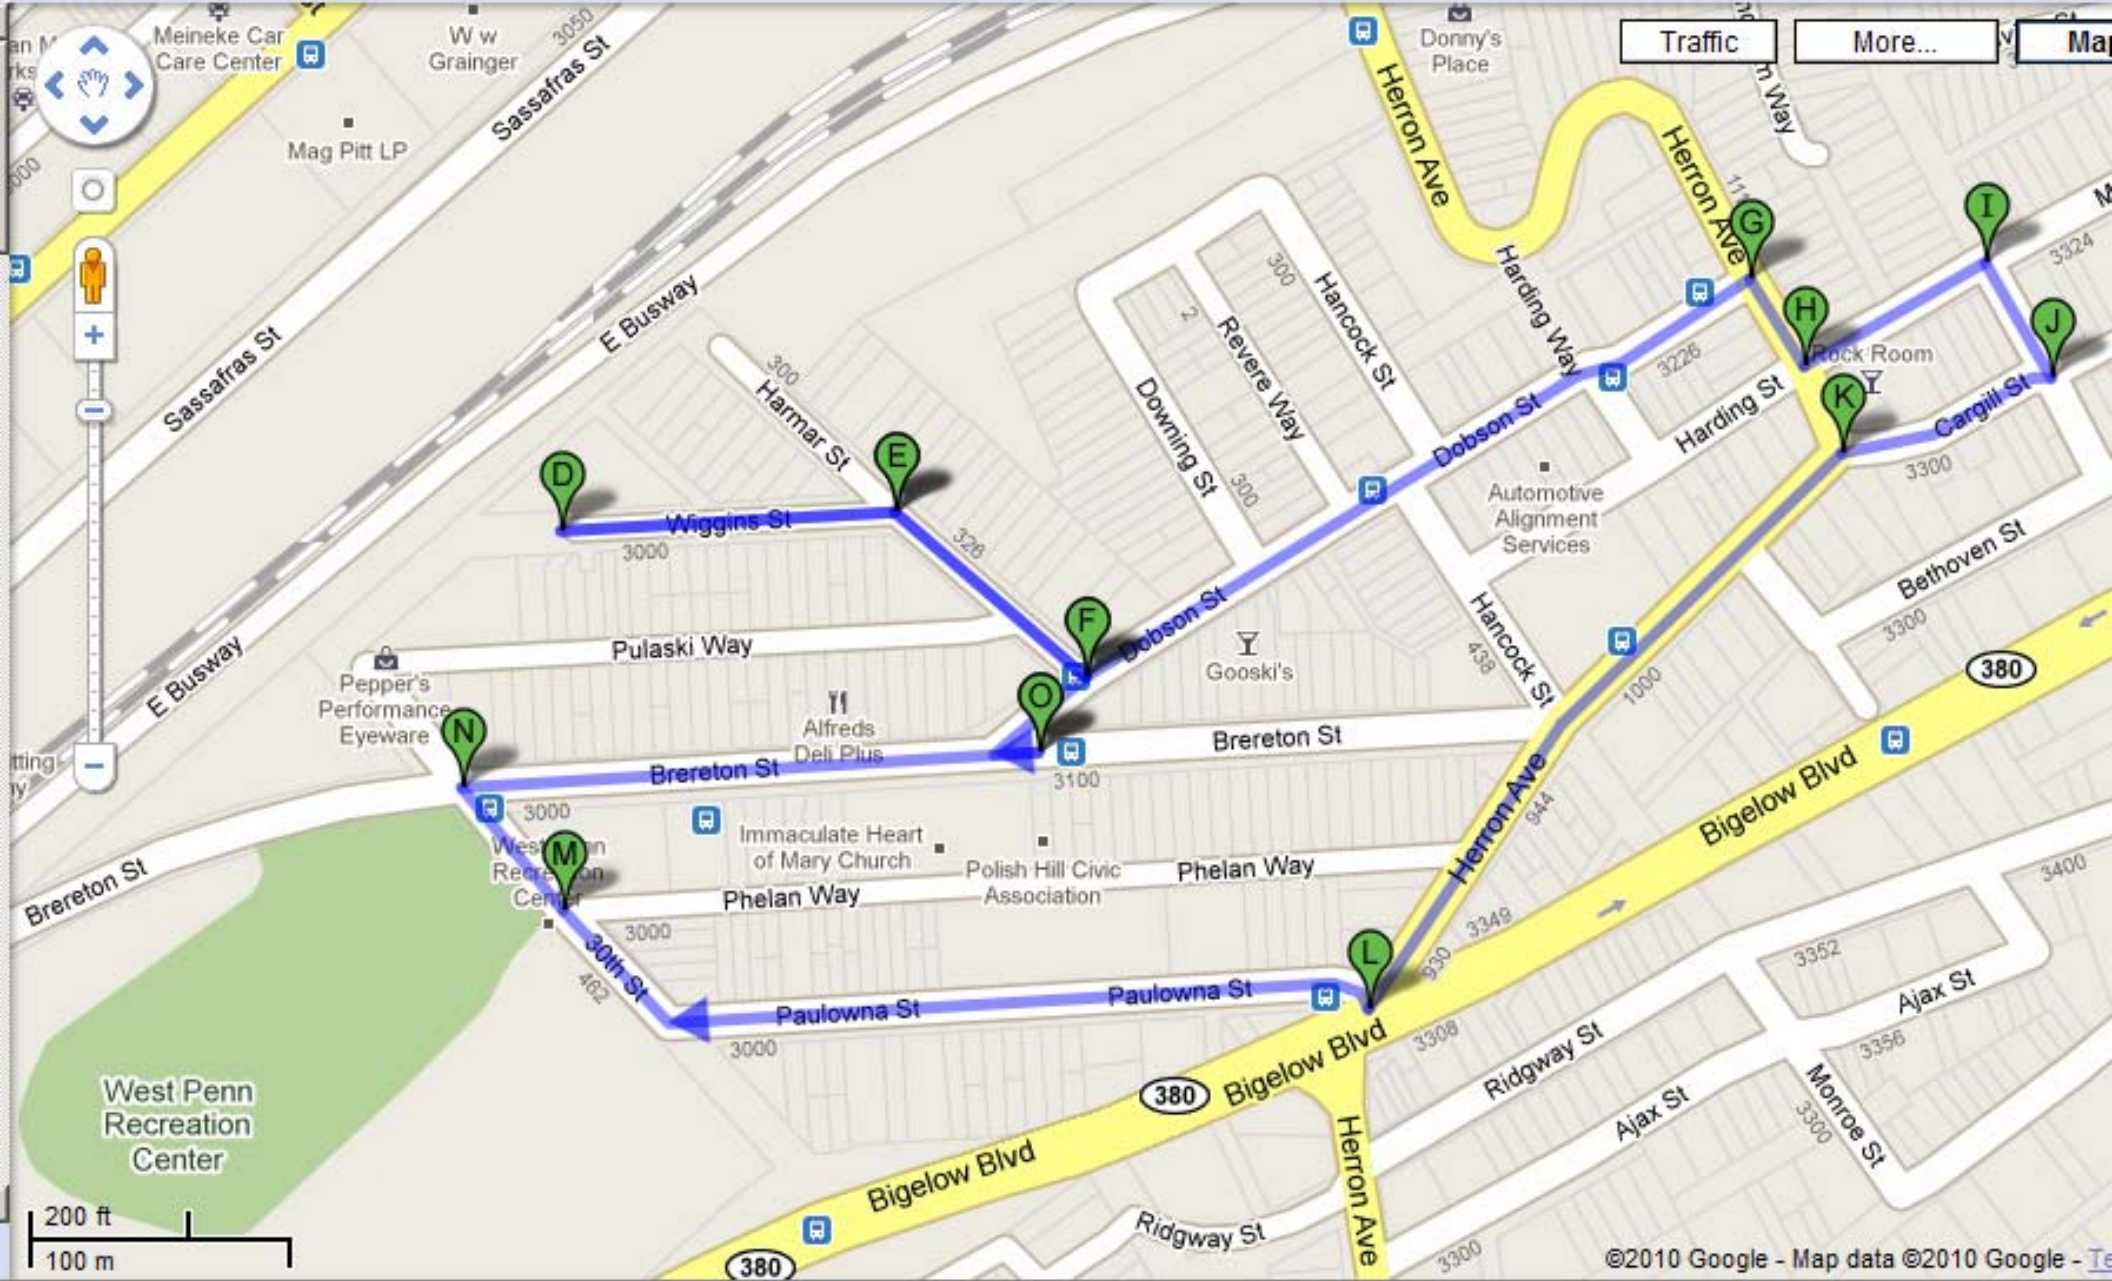 Meineke Car
Care Center
W w
Grainger
3050
Sassafras St
Mag Pitt LP
Donny's
Place
Traffic
More...
Map
Herron Ave
Herron Ave
G
I
3324
E Busway
Sassafras St
Harding Way
Hancock St
300
2
Revere Way
H
J
Rock Room
3226
300
Harmar St
Downing St
300
K
Harding St
Cargill St
3300
Dobson St
D
E
Wiggins St
3000
326
Automotive
Alignment
Services
Bethoven St
3300
F
Dobson St
Gooski's
Hancock St
438
1000
380
Pulaski Way
Pepper's
Performance
Eyeware
E Busway
Alfreds
Deli Plus
O
N
Brereton St
Brereton St
3100
3000
Herron Ave
944
Bigelow Blvd
M
Immaculate Heart
of Mary Church
Polish Hill Civic
Association
Phelan Way
Phelan Way
3000
Brereton St
30th St
462
L
930
3349
3400
3352
Ajax St
3356
Paulowna St
Paulowna St
3000
3308
Bigelow Blvd
380
Ridgway St
Ajax St
Monroe St
3300
West Penn
Recreation
Center
Bigelow Blvd
Herron Ave
Ridgway St
3300
380
200 ft
100 m
©2010 Google - Map data ©2010 Google -